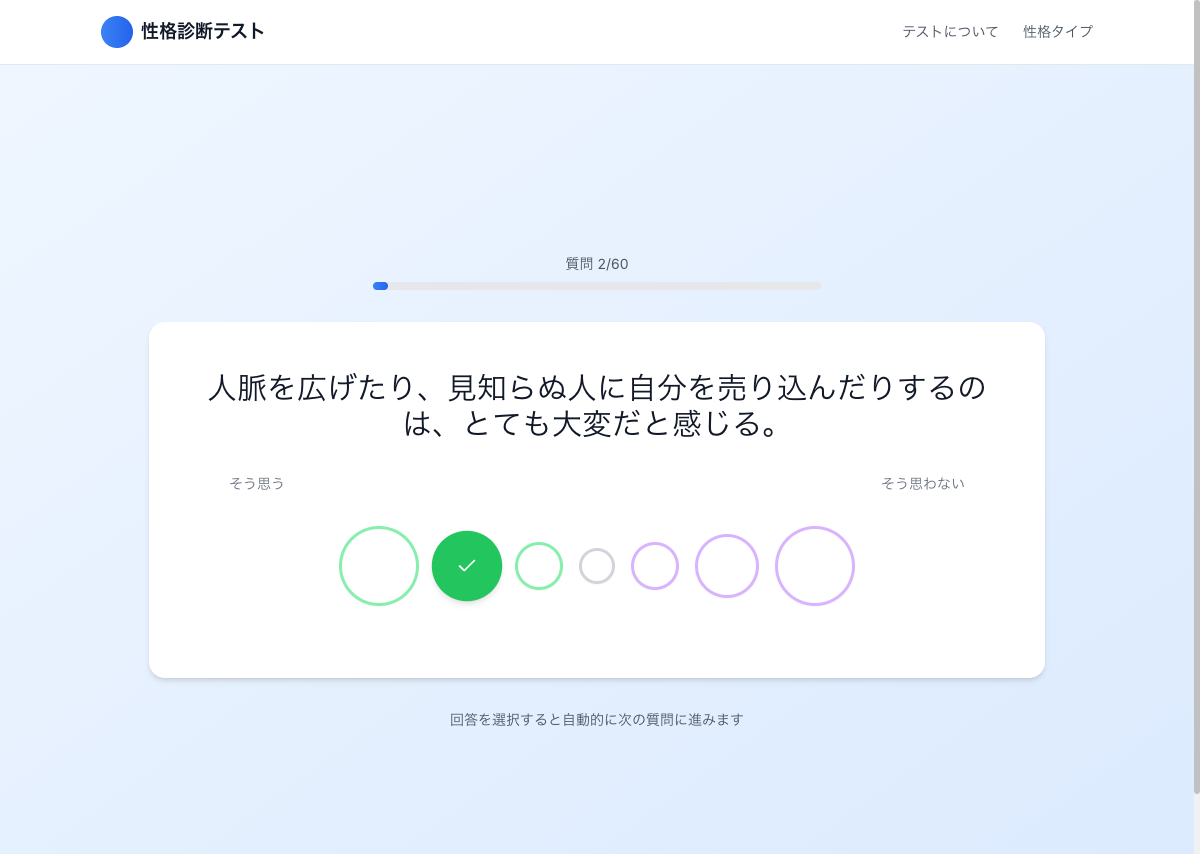 性格診断テスト
テストについて
性格タイプ
質問 2/60
人脈を広げたり、見知らぬ人に自分を売り込んだりするの
は、とても大変だと感じる。
そう思う
そう思わない
回答を選択すると自動的に次の質問に進みます